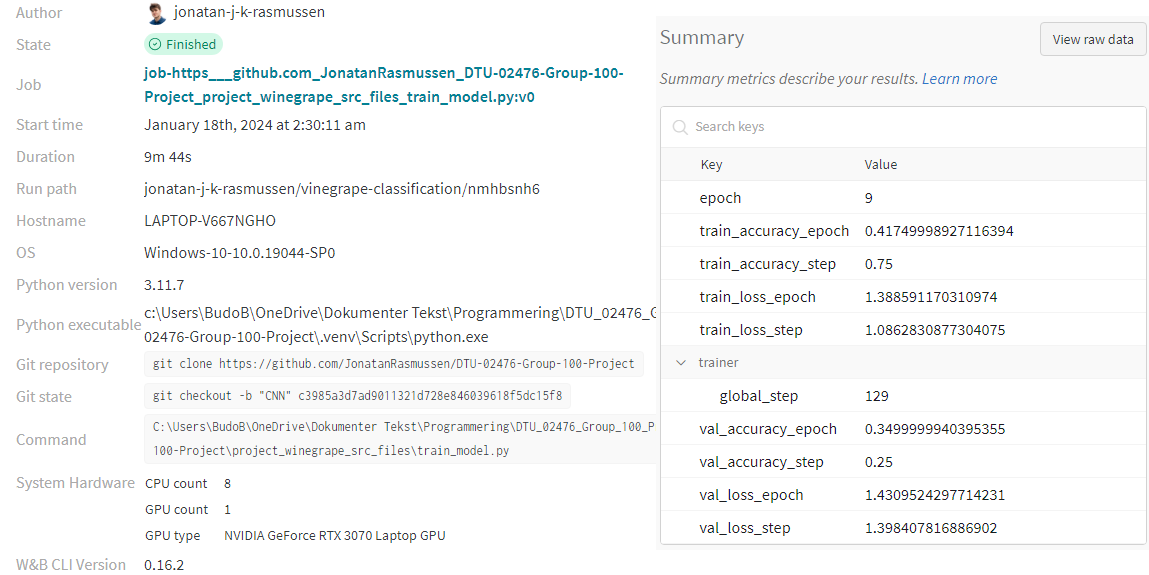 Author jonatan-j-k-rasmussen
State Finished
Job job-https___github.com_JonatanRasmussen_DTU-02476-Group-100-
Project_project_winegrape_src_files_train_model.py:v0
Start time January 18th, 2024 at 2:30:11 am
Duration 9m 44s
Run path jonatan-j-k-rasmussen/vinegrape-classification/nmhbsnh6
Hostname LAPTOP-V667NGHO
OS Windows-10-10.0.19044-SP0
Python version 3.11.7
Python executable c:\Users\BudoB\OneDrive\Dokumenter Tekst\Programmering\DTU_02476_G
02476-Group-100-Project\.venv\Scripts\python.exe
Git repository git clone https://github.com/JonatanRasmussen/DTU-02476-Group-100-Project
Git state git checkout -b "CNN" c3985a3d7ad9011321d728e846039618f5dc15f8
Command C:\Users\BudoB\OneDrive\Dokumenter Tekst\Programmering\DTU_02476_Group_100_P
100-Project\project_winegrape_src_files\train_model.py
System Hardware CPU count 8
GPU count 1
GPU type NVIDIA GeForce RTX 3070 Laptop GPU
W&B CLI Version 0.16.2
Summary
View raw data
Summary metrics describe your results. Learn more
Search keys
Key Value
epoch 9
train_accuracy_epoch 0.41749998927116394
train_accuracy_step 0.75
train_loss_epoch 1.388591170310974
train_loss_step 1.0862830877304075
trainer
global_step 129
val_accuracy_epoch 0.3499999940395355
val_accuracy_step 0.25
val_loss_epoch 1.4309524297714231
val_loss_step 1.398407816886902